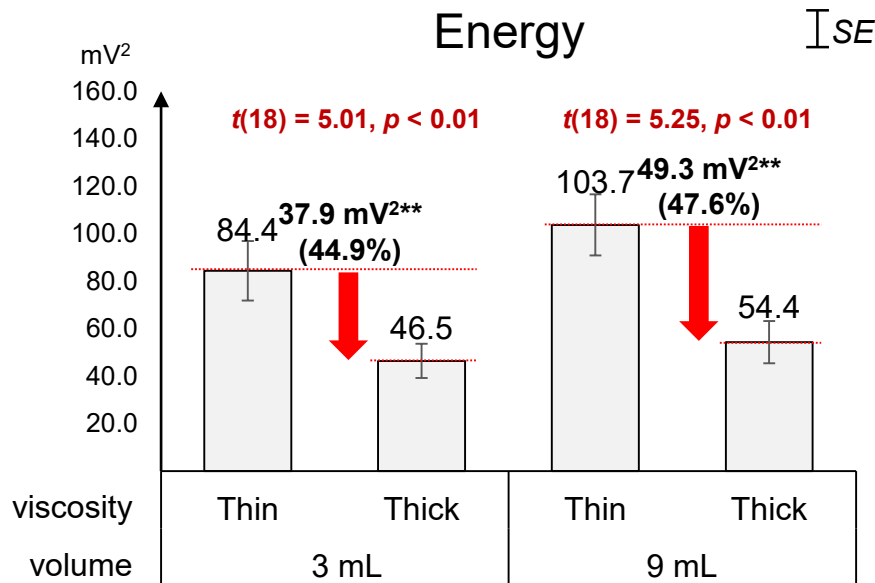 Energy
SE
mV²
160.0
140.0
120.0
100.0
80.0
60.0
40.0
20.0
t(18) = 5.01, p < 0.01
t(18) = 5.25, p < 0.01
84.4
37.9 mV²**
(44.9%)
46.5
103.7
49.3 mV²**
(47.6%)
54.4
viscosity Thin Thick Thin Thick
volume 3 mL 9 mL